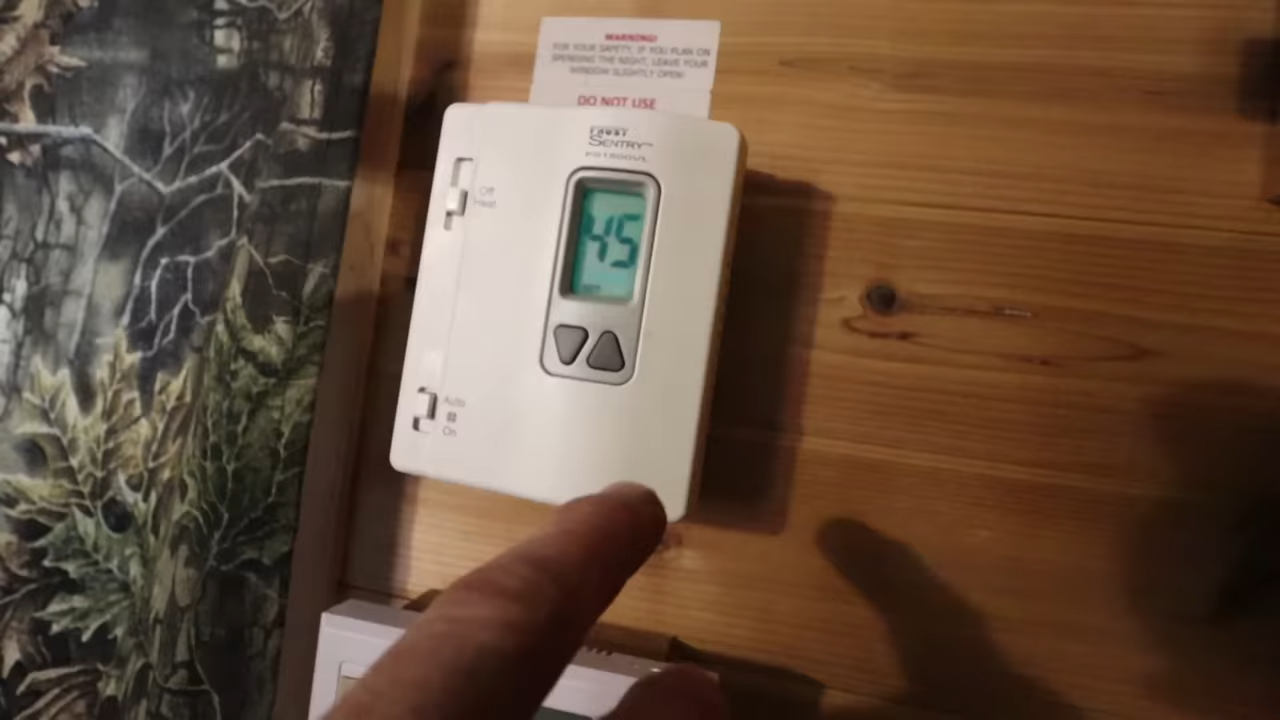 WARNING!
FOR YOUR SAFETY, IF YOU PLAN ON
SPENDING THE NIGHT, LEAVE YOUR
WINDOW SLIGHTLY OPEN!
DO NOT USE
FROST
SENTRY™
Off
Heat
45
Auto
On